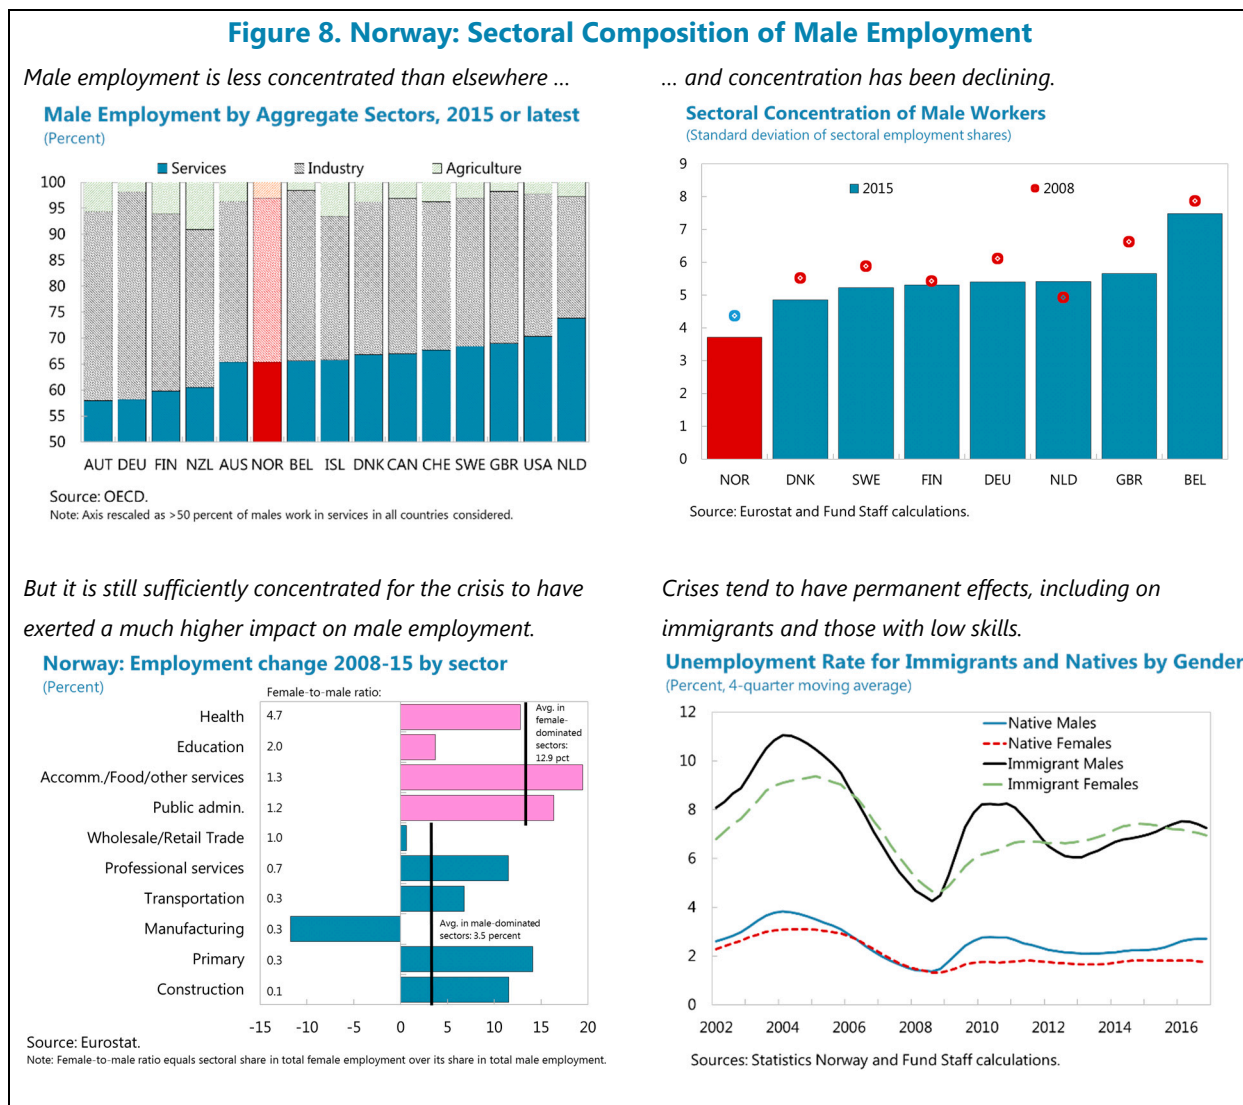 Figure 8. Norway: Sectoral Composition of Male Employment
Male employment is less concentrated than elsewhere ...
Male Employment by Aggregate Sectors, 2015 or latest
(Percent)
Services Industry Agriculture
100
95
90
85
80
75
70
65
60
55
50
AUT DEU FIN NZL AUS NOR BEL ISL DNK CAN CHE SWE GBR USA NLD
Source: OECD.
Note: Axis rescaled as >50 percent of males work in services in all countries considered.
... and concentration has been declining.
Sectoral Concentration of Male Workers
(Standard deviation of sectoral employment shares)
2015 2008
9
8
7
6
5
4
3
2
1
0
NOR DNK SWE FIN DEU NLD GBR BEL
Source: Eurostat and Fund Staff calculations.
But it is still sufficiently concentrated for the crisis to have
exerted a much higher impact on male employment.
Norway: Employment change 2008-15 by sector
(Percent)
Female-to-male ratio:
Health 4.7
Education 2.0
Accomm./Food/other services 1.3
Public admin. 1.2
Wholesale/Retail Trade 1.0
Professional services 0.7
Transportation 0.3
Manufacturing 0.3
Primary 0.3
Construction 0.1
Avg. in
female-
dominated
sectors:
12.9 pct
Avg. in male-dominated
sectors: 3.5 percent
-15 -10 -5 0 5 10 15 20
Source: Eurostat.
Note: Female-to-male ratio equals sectoral share in total female employment over its share in total male employment.
Crises tend to have permanent effects, including on
immigrants and those with low skills.
Unemployment Rate for Immigrants and Natives by Gender
(Percent, 4-quarter moving average)
12
10
8
6
4
2
0
Native Males
Native Females
Immigrant Males
Immigrant Females
2002 2004 2006 2008 2010 2012 2014 2016
Sources: Statistics Norway and Fund Staff calculations.